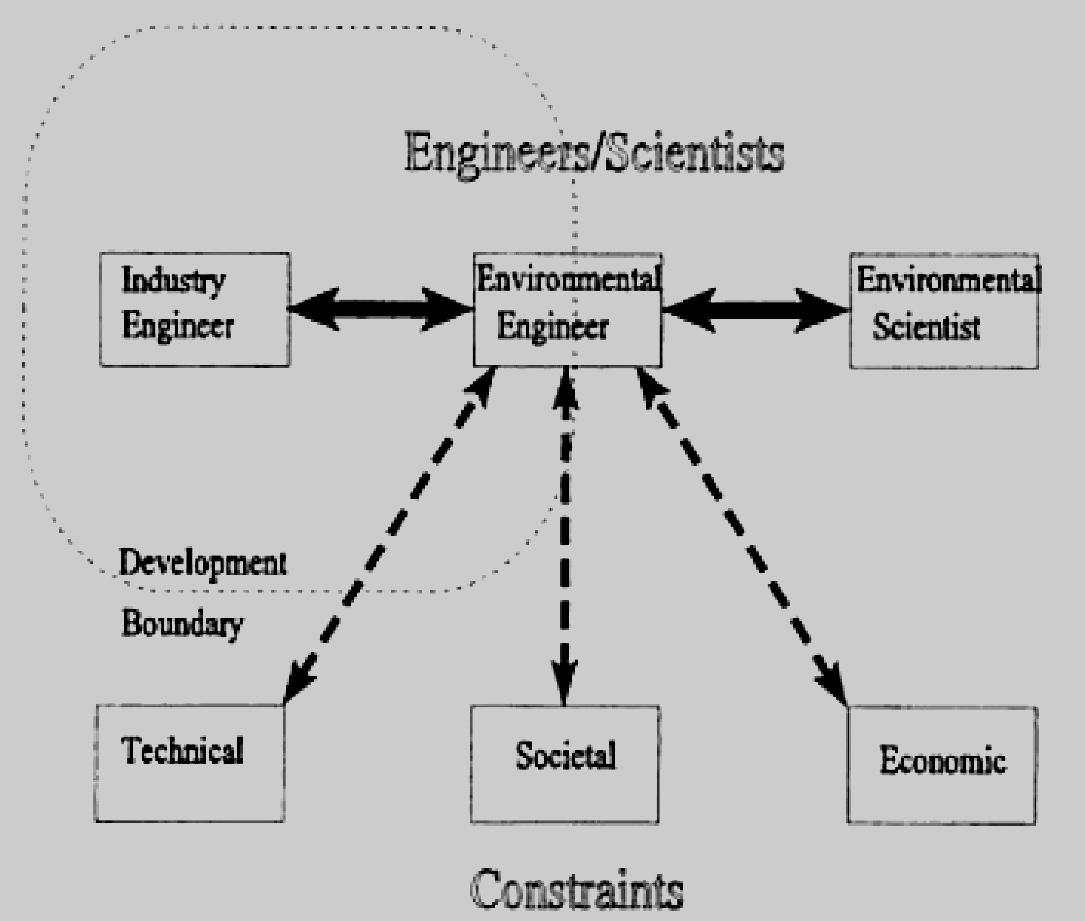 Engineers/Scientists
Industry
Engineer
Environmental
Engineer
Environmental
Scientist
Development
Boundary
Technical
Societal
Economic
Constraints